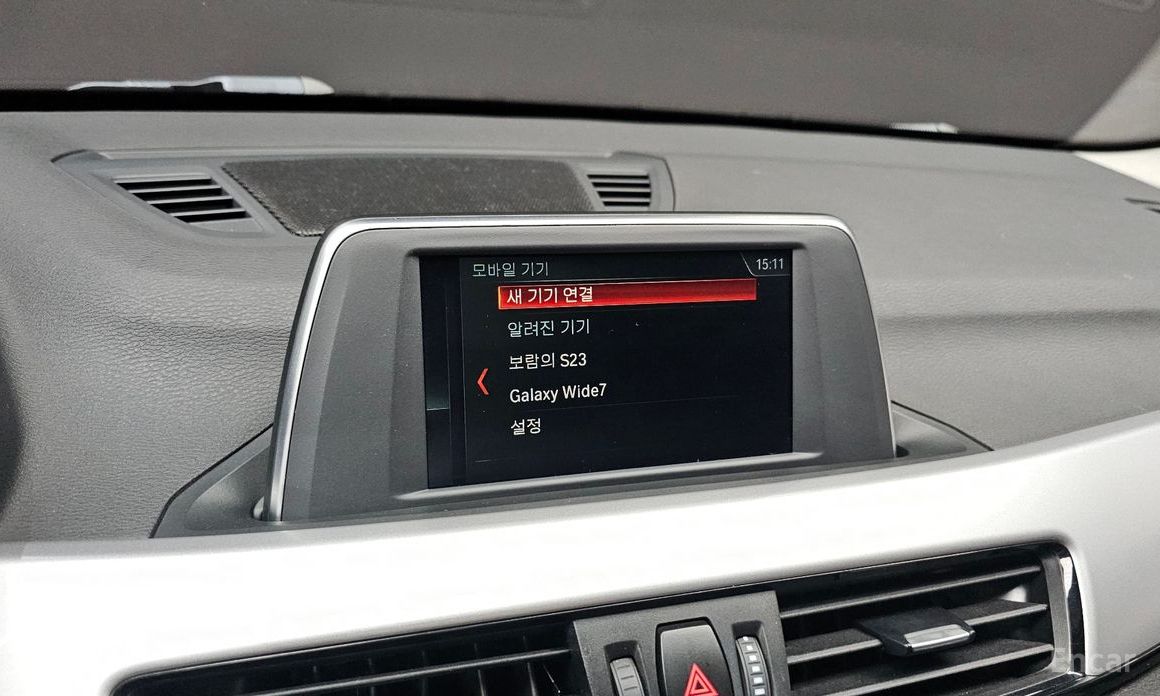 모바일 기기
15:11
새 기기 연결
알려진 기기
보람의 S23
Galaxy Wide7
설정
Encar